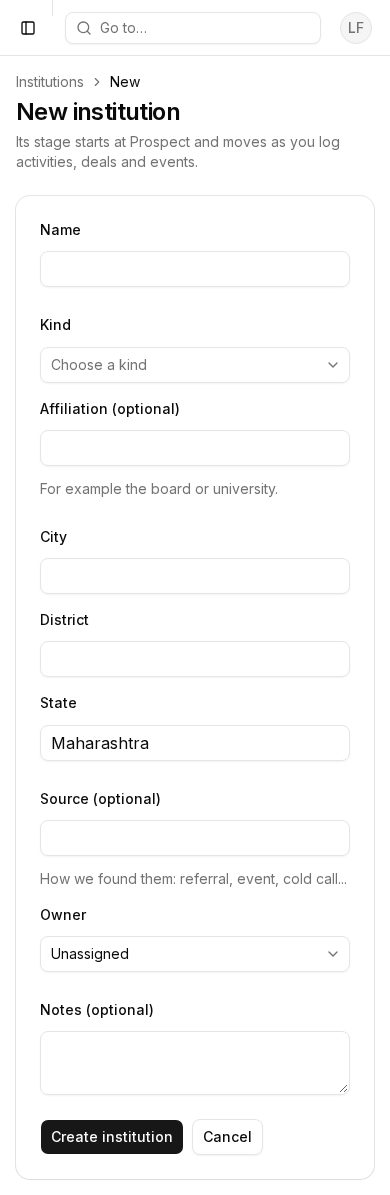 Go to...
LF
Institutions > New
New institution
Its stage starts at Prospect and moves as you log
activities, deals and events.
Name
Kind
Choose a kind
Affiliation (optional)
For example the board or university.
City
District
State
Maharashtra
Source (optional)
How we found them: referral, event, cold call...
Owner
Unassigned
Notes (optional)
Create institution Cancel